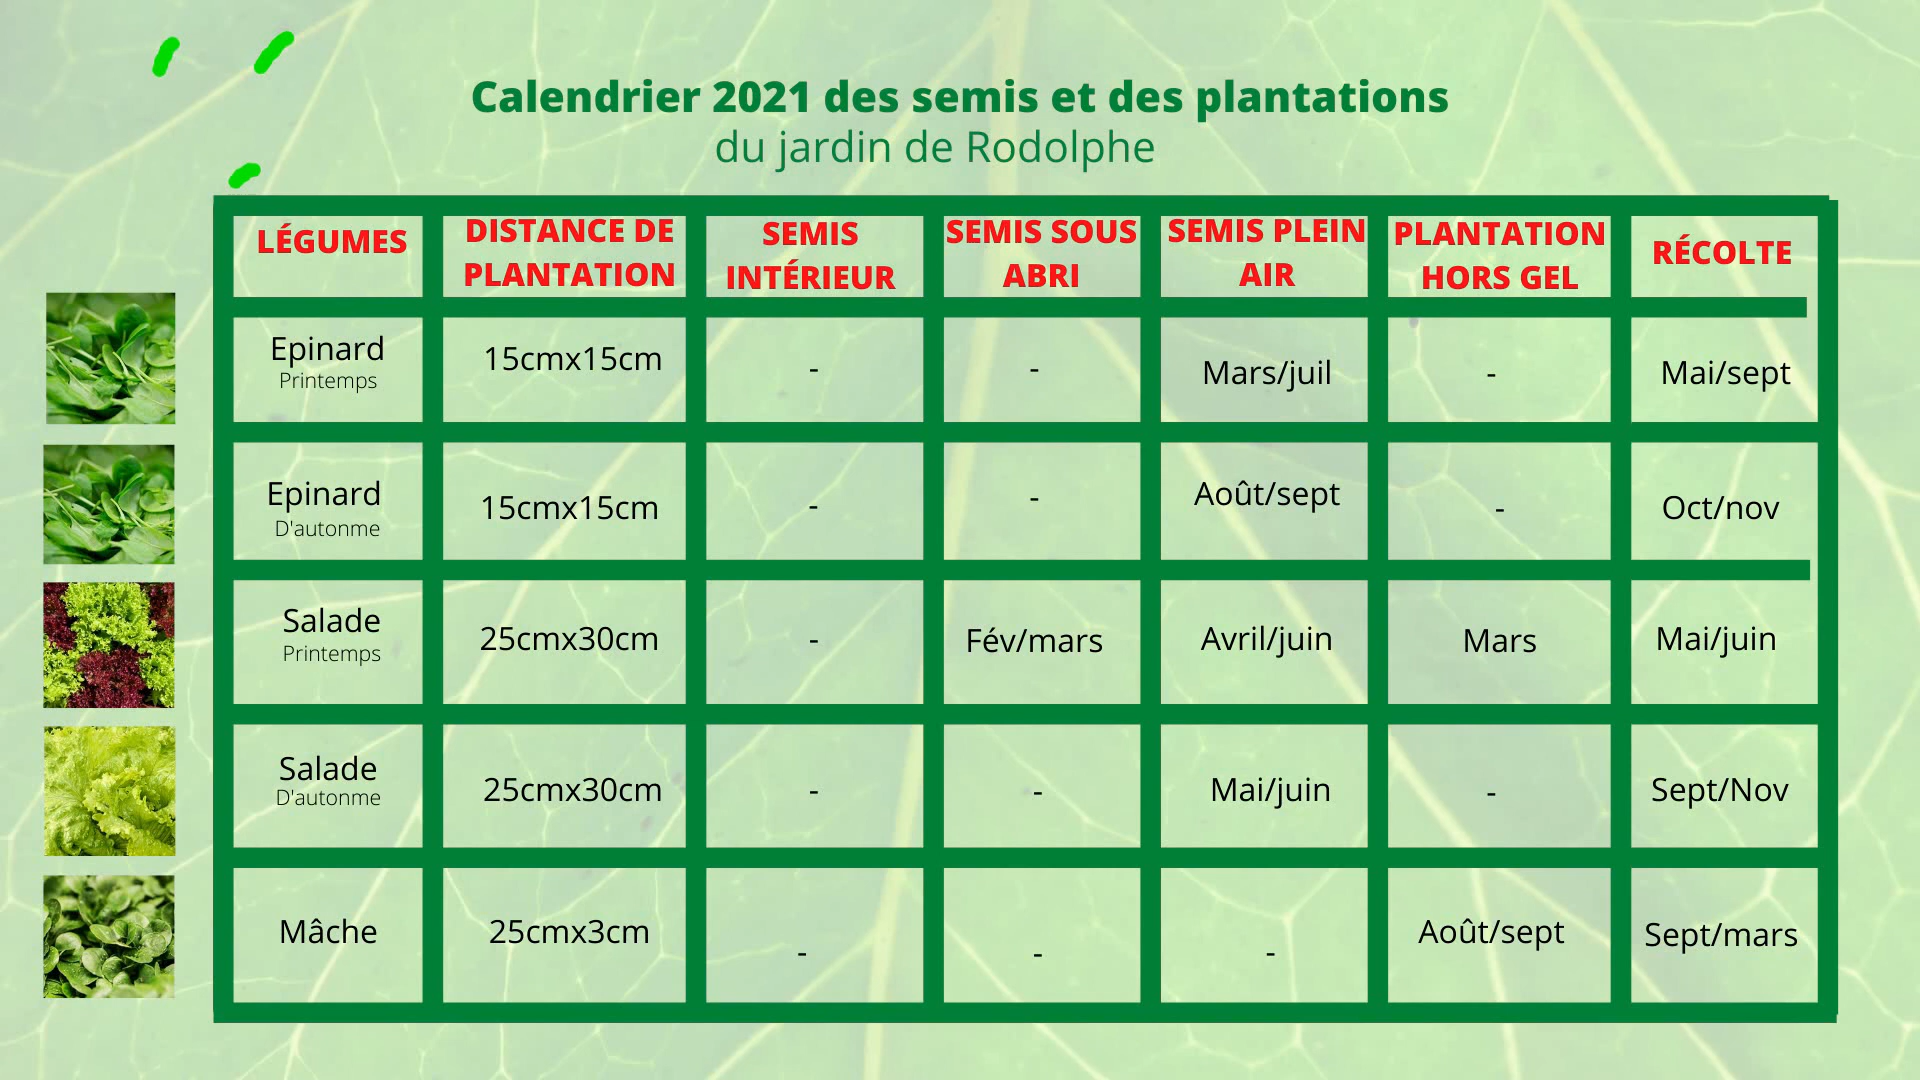 Calendrier 2021 des semis et des plantations
du jardin de Rodolphe
LÉGUMES
DISTANCE DE
PLANTATION
SEMIS
INTÉRIEUR
SEMIS SOUS
ABRI
SEMIS PLEIN
AIR
PLANTATION
HORS GEL
RÉCOLTE
Epinard
Printemps
15cmx15cm
-
-
Mars/juil
-
Mai/sept
Epinard
D'autonme
15cmx15cm
-
-
Août/sept
-
Oct/nov
Salade
Printemps
25cmx30cm
-
Fév/mars
Avril/juin
Mars
Mai/juin
Salade
D'autonme
25cmx30cm
-
-
Mai/juin
-
Sept/Nov
Mâche
25cmx3cm
-
-
-
Août/sept
Sept/mars